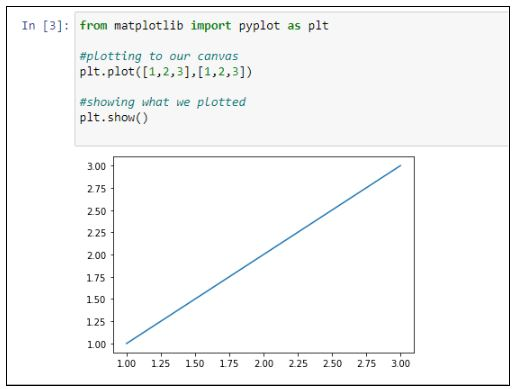 In [3]: from matplotlib import pyplot as plt
#plotting to our canvas
plt.plot([1,2,3],[1,2,3])
#showing what we plotted
plt.show()
3.00
2.75
2.50
2.25
2.00
1.75
1.50
1.25
1.00
1.00 1.25 1.50 1.75 2.00 2.25 2.50 2.75 3.00